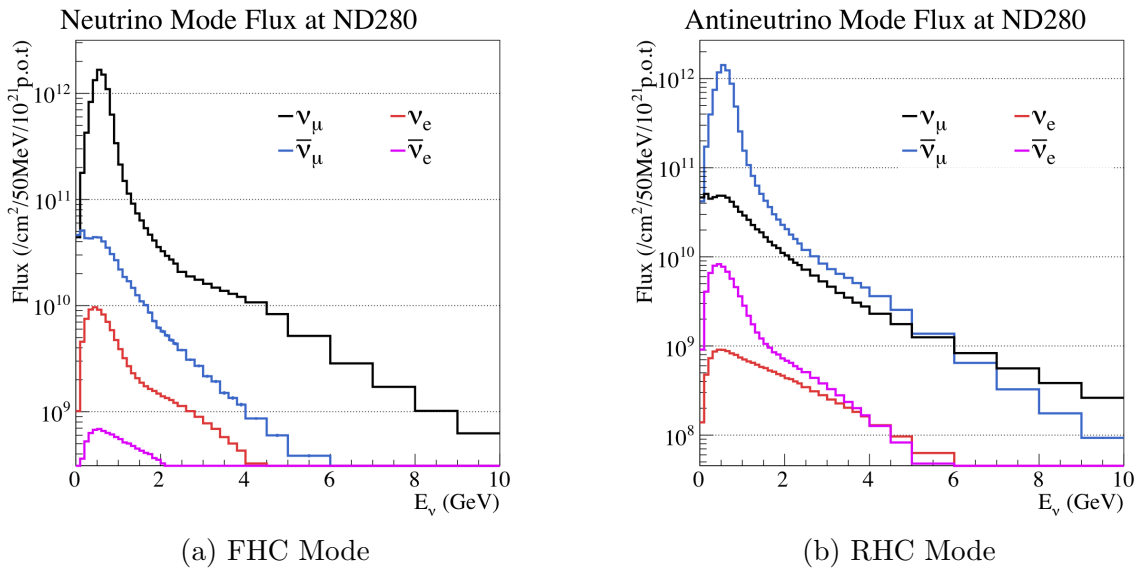 Neutrino Mode Flux at ND280
Flux (/cm²/50MeV/10²¹p.o.t)
10¹²
10¹¹
10¹⁰
10⁹
ν_μ
ν_e
ν̅_μ
ν̅_e
0 2 4 6 8 10
E_ν (GeV)
(a) FHC Mode
Antineutrino Mode Flux at ND280
Flux (/cm²/50MeV/10²¹p.o.t)
10¹²
10¹¹
10¹⁰
10⁹
10⁸
ν_μ
ν_e
ν̅_μ
ν̅_e
0 2 4 6 8 10
E_ν (GeV)
(b) RHC Mode